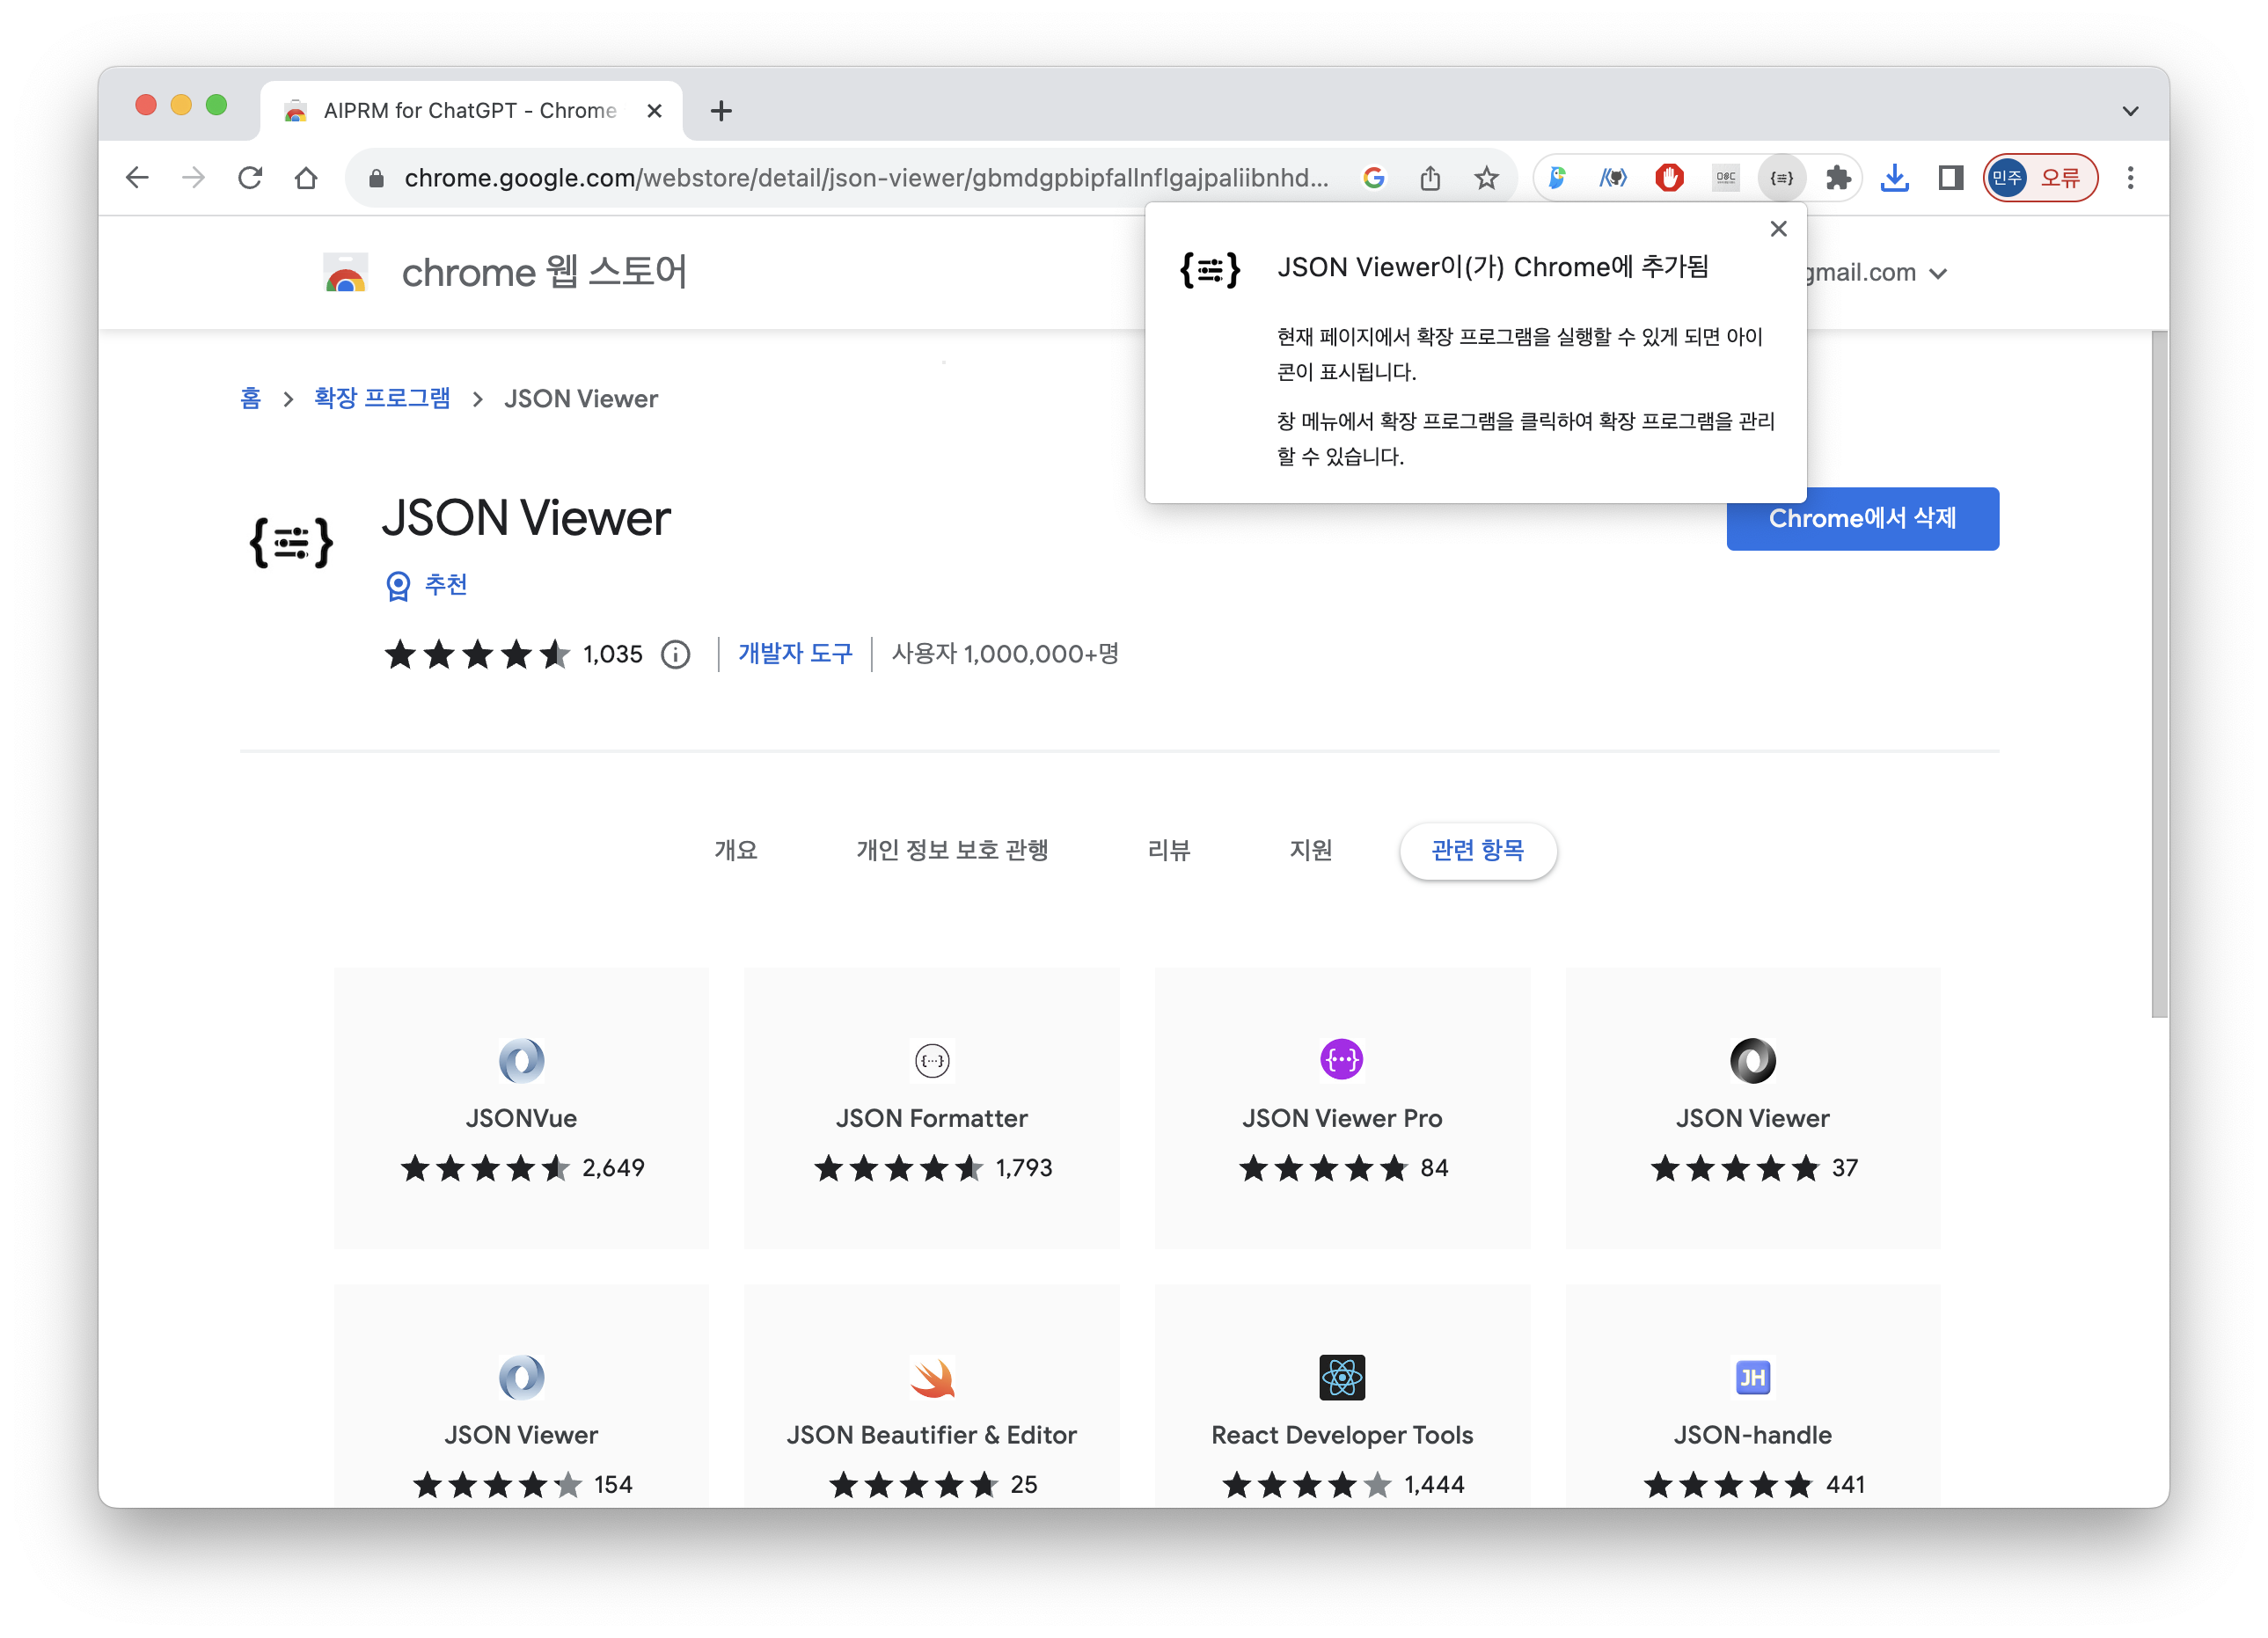 AIPRM for ChatGPT - Chrome
chrome.google.com/webstore/detail/json-viewer/gbmdgpbipfallnflgajpaliibnhd...
민주 오류
chrome 웹 스토어
gmail.com
JSON Viewer이(가) Chrome에 추가됨
현재 페이지에서 확장 프로그램을 실행할 수 있게 되면 아이
콘이 표시됩니다.
창 메뉴에서 확장 프로그램을 클릭하여 확장 프로그램을 관리
할 수 있습니다.
홈 > 확장 프로그램 > JSON Viewer
JSON Viewer
Chrome에서 삭제
추천
1,035 개발자 도구 사용자 1,000,000+명
개요 개인 정보 보호 관행 리뷰 지원 관련 항목
JSONVue JSON Formatter JSON Viewer Pro JSON Viewer
2,649 1,793 84 37
JH
JSON Viewer JSON Beautifier & Editor React Developer Tools JSON-handle
154 25 1,444 441